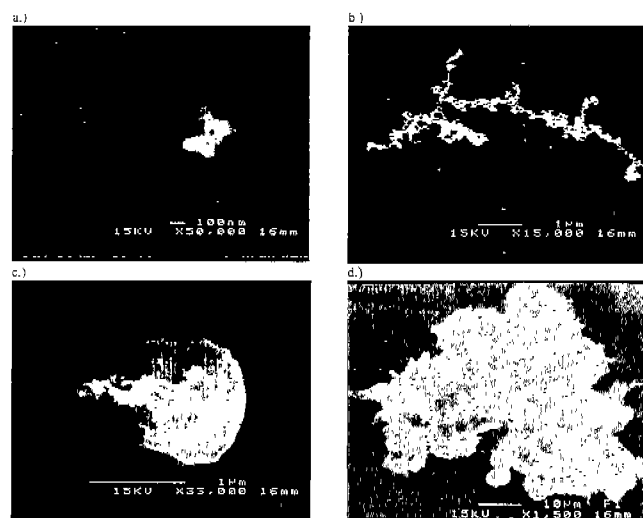 a.)
b.)
100nm
15KV X50,000 16mm
1µm
15KV X15,000 16mm
c.)
d.)
1µm
15KV X33,000 16mm
10µm F1
15KV X1,500 16mm